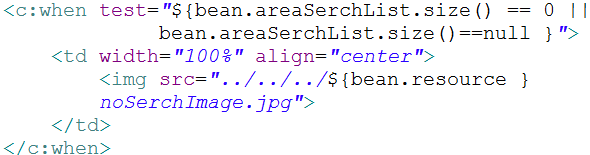 <c:when test="${bean.areaSerchList.size() == 0 ||
bean.areaSerchList.size()==null }">
<td width="100%" align="center">
<img src="../../../${bean.resource }
noSerchImage.jpg">
</td>
</c:when>